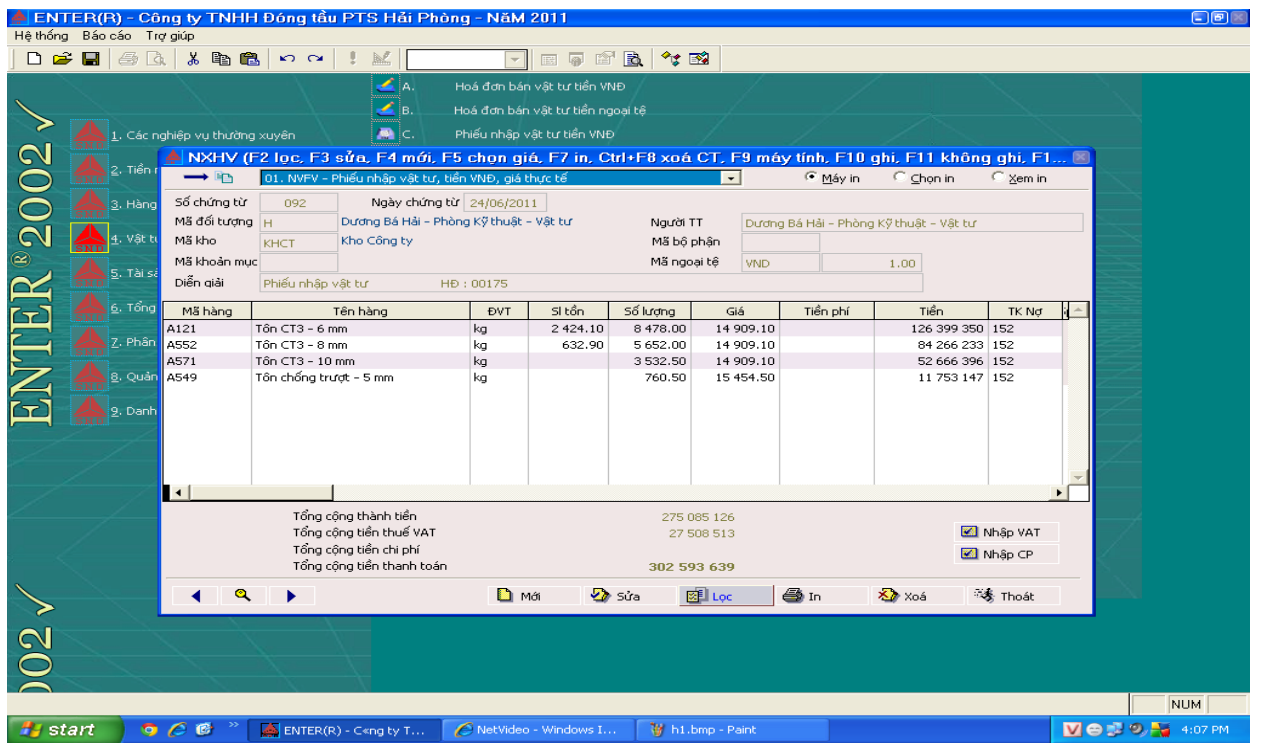 ENTER(R) - Công ty TNHH Đóng tầu PTS Hải Phòng - NăM 2011
Hệ thống Báo cáo Trợ giúp
A. Hoá đơn bán vật tư tiền VNĐ
B. Hoá đơn bán vật tư tiền ngoại tệ
1. Các nghiệp vụ thường xuyên C. Phiếu nhập vật tư tiền VNĐ
NXHV (F2 lọc, F3 sửa, F4 mới, F5 chọn giá, F7 in, Ctrl+F8 xoá CT, F9 máy tính, F10 ghi, F11 không ghi, F1...
2. Tiền 01. NVFV - Phiếu nhập vật tư, tiền VNĐ, giá thực tế Máy in Chọn in Xem in
3. Hàng Số chứng từ 092 Ngày chứng từ 24/06/2011
Mã đối tượng H Dương Bá Hải - Phòng Kỹ thuật - Vật tư Người TT Dương Bá Hải - Phòng Kỹ thuật - Vật tư
4. Vật tư Mã kho KHCT Kho Công ty Mã bộ phận
5. Tài sả Mã khoản mục Mã ngoại tệ VND 1.00
Diễn giải Phiếu nhập vật tư HĐ : 00175
6. Tổng Mã hàng Tên hàng ĐVT Sl tồn Số lượng Giá Tiền phí Tiền TK Nợ
A121 Tôn CT3 - 6 mm kg 2 424.10 8 478.00 14 909.10 126 399 350 152
7. Phân A552 Tôn CT3 - 8 mm kg 632.90 5 652.00 14 909.10 84 266 233 152
A571 Tôn CT3 - 10 mm kg 3 532.50 14 909.10 52 666 396 152
8. Quản A549 Tôn chống trượt - 5 mm kg 760.50 15 454.50 11 753 147 152
9. Danh
ENTER®2002
002
Tổng cộng thành tiền 275 085 126
Tổng cộng tiền thuế VAT 27 508 513 Nhập VAT
Tổng cộng tiền chi phí Nhập CP
Tổng cộng tiền thanh toán 302 593 639
Mới Sửa Lọc In Xoá Thoát
NUM
start ENTER(R) - C«ng ty T... NetVideo - Windows I... h1.bmp - Paint 4:07 PM